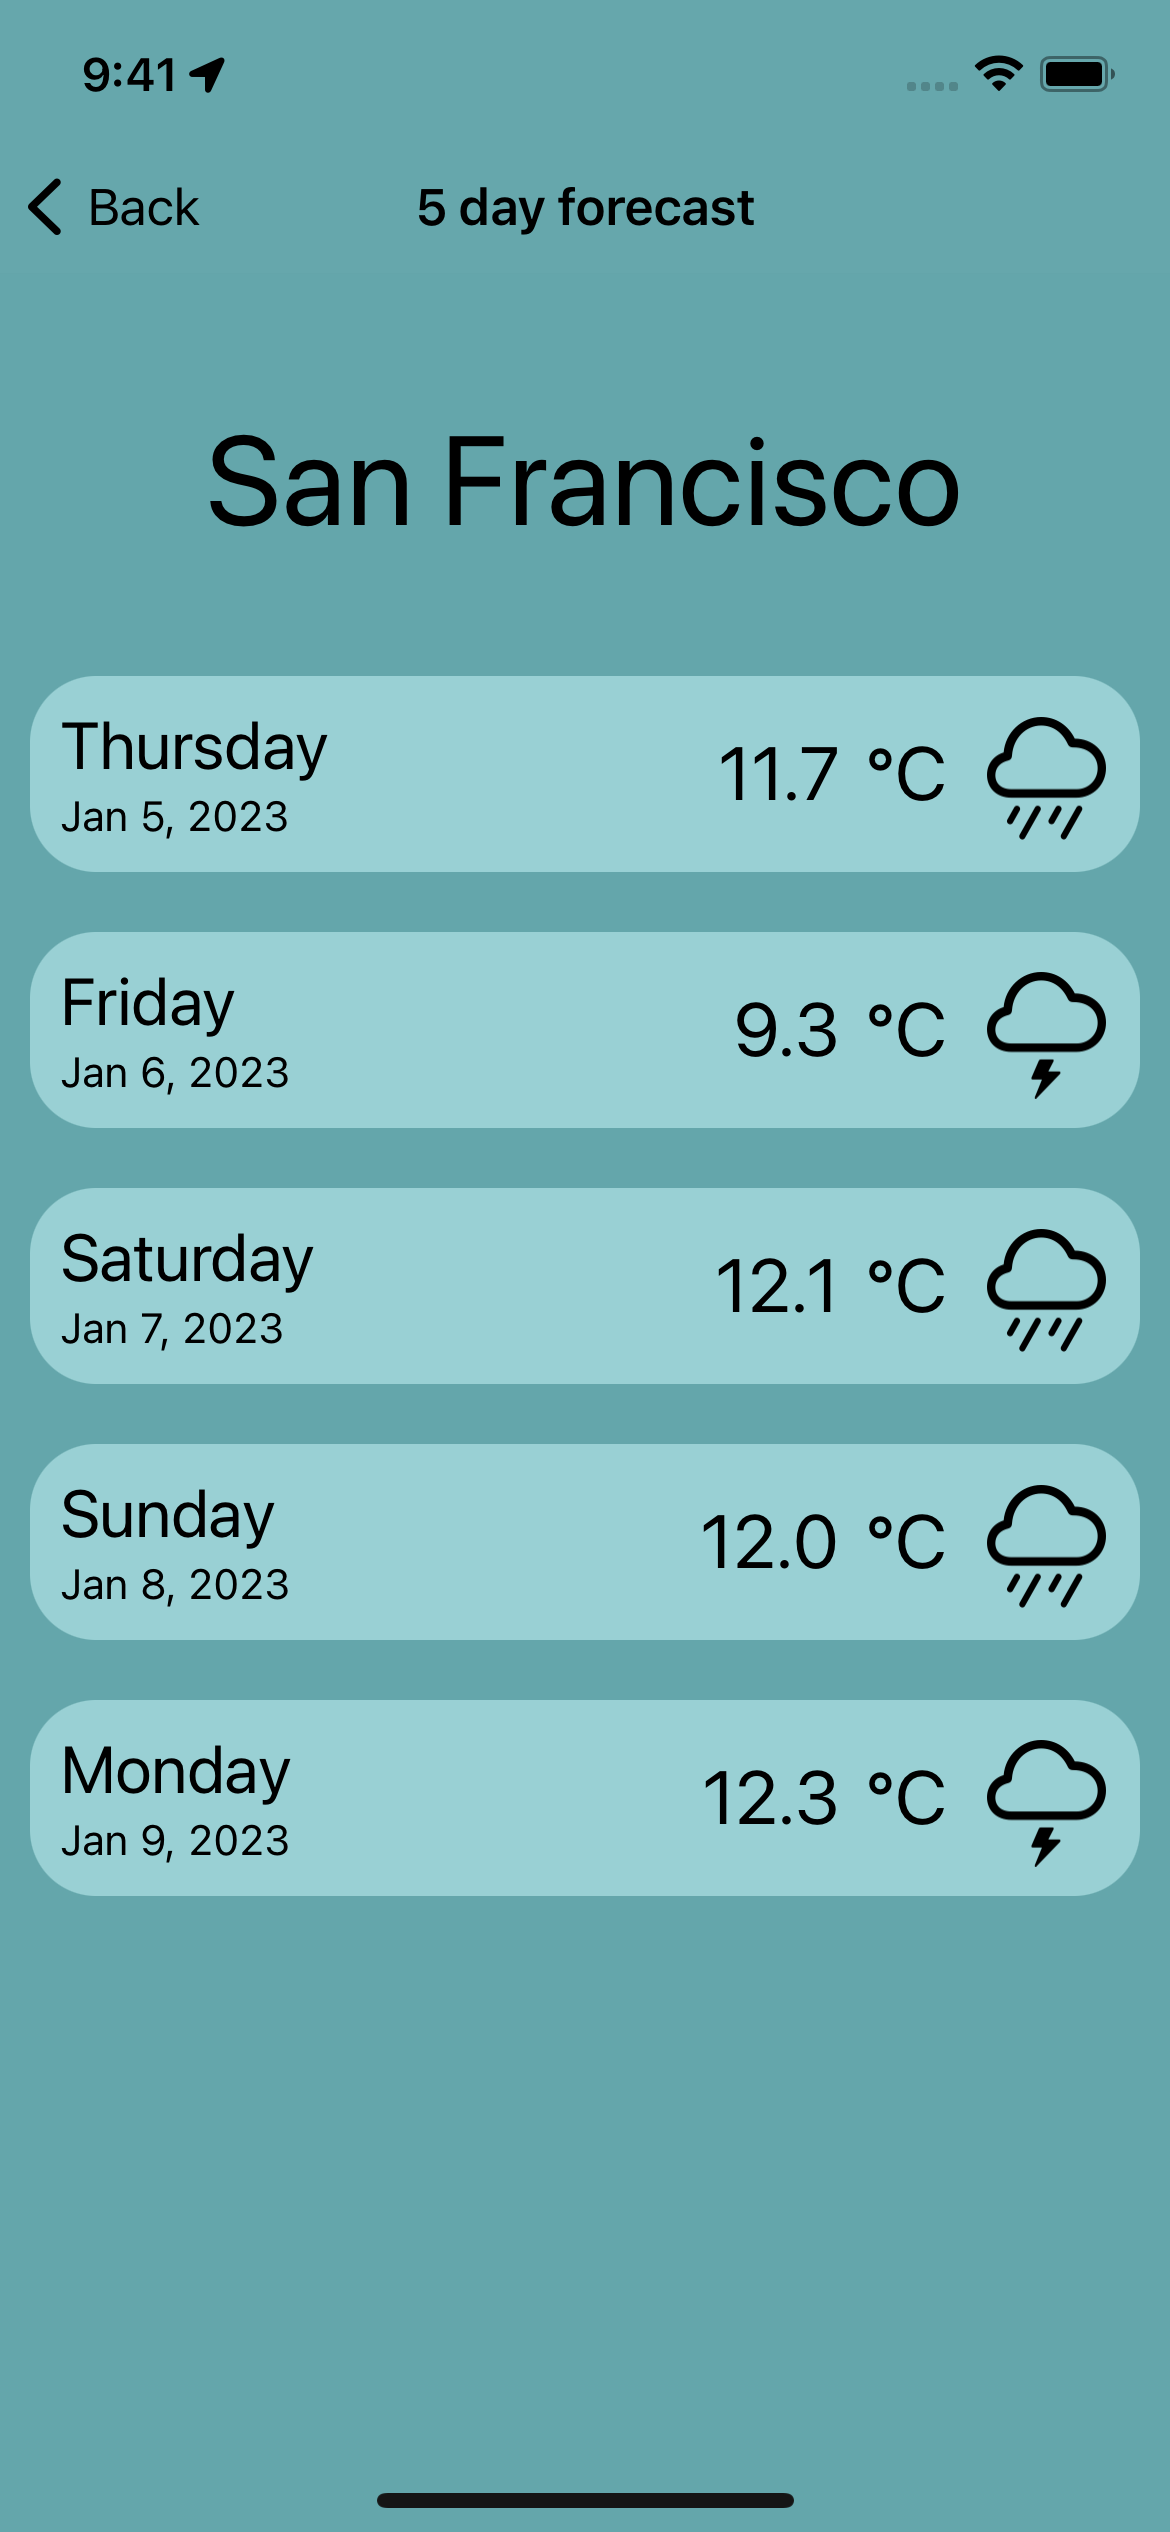 9:41
Back
5 day forecast
San Francisco
Thursday
11.7 °C
Jan 5, 2023
Friday
9.3 °C
Jan 6, 2023
Saturday
12.1 °C
Jan 7, 2023
Sunday
12.0 °C
Jan 8, 2023
Monday
12.3 °C
Jan 9, 2023